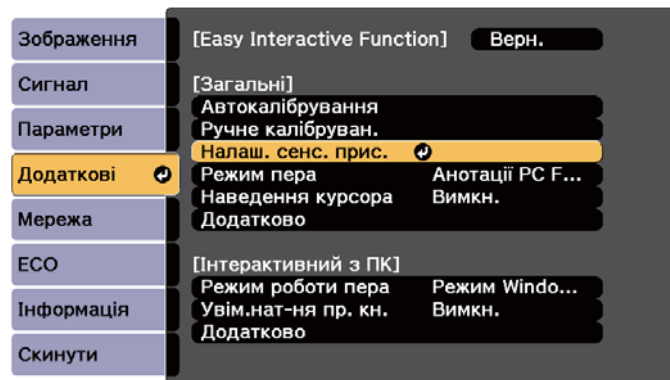 Зображення
Сигнал
Параметри
Додаткові
Мережа
ECO
Інформація
Скинути
[Easy Interactive Function] Верн.
[Загальні]
Автокалібрування
Ручне калібруван.
Налаш. сенс. прис.
Режим пера Анотації PC F...
Наведення курсора Вимкн.
Додатково
[Інтерактивний з ПК]
Режим роботи пера Режим Windo...
Увім.нат-ня пр. кн. Вимкн.
Додатково